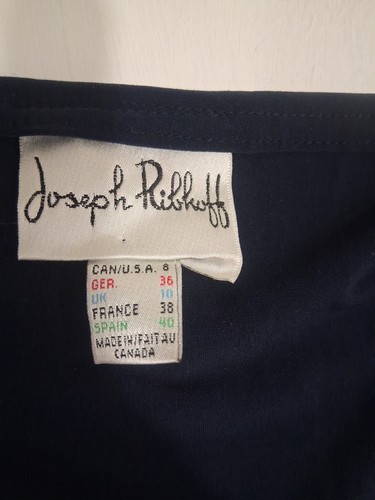 Joseph Ribkoff
CAN/U.S.A. 8
GER. 36
UK 10
FRANCE 38
SPAIN 40
MADE IN/FAIT AU
CANADA